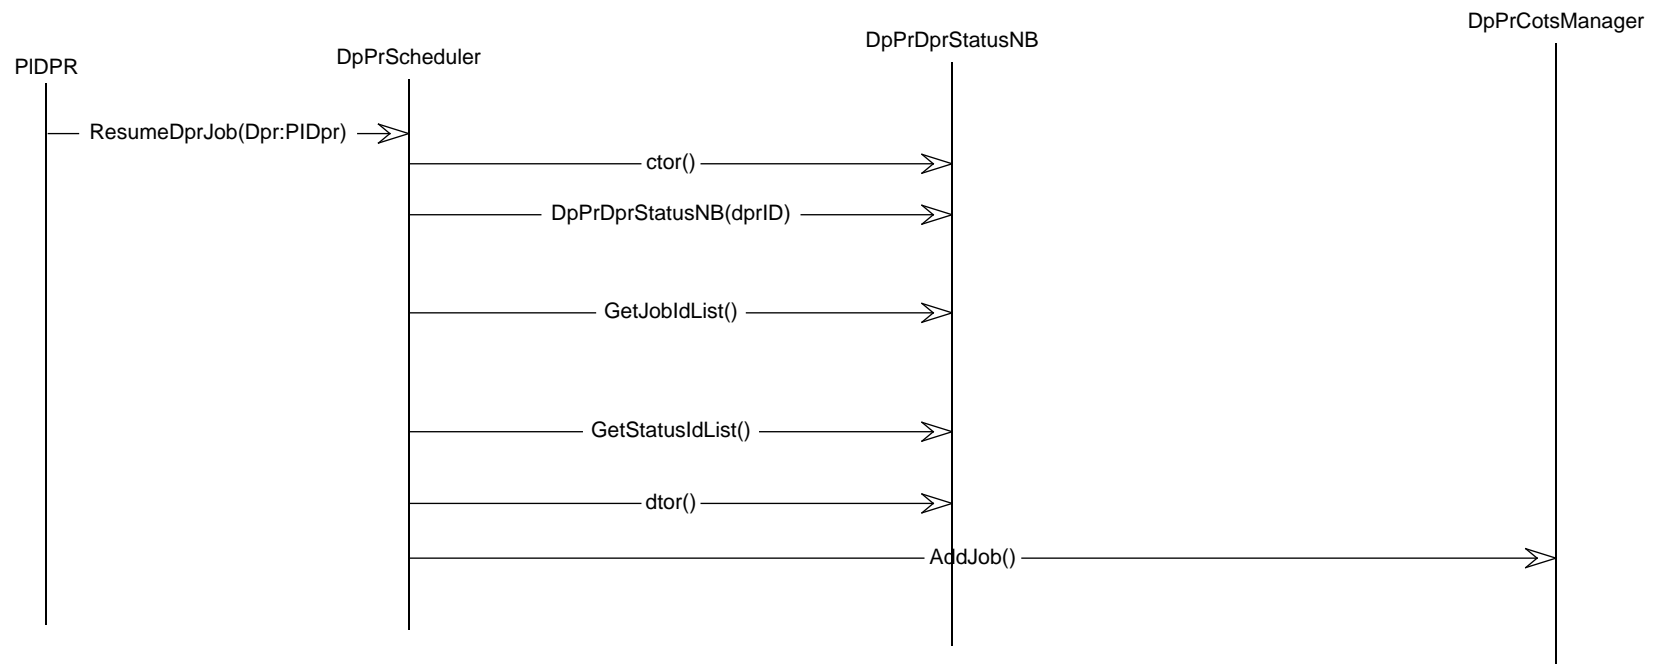 PIDPR
DpPrScheduler
DpPrDprStatusNB
DpPrCotsManager
ResumeDprJob(Dpr:PIDpr)
ctor()
DpPrDprStatusNB(dprID)
GetJobIdList()
GetStatusIdList()
dtor()
AddJob()